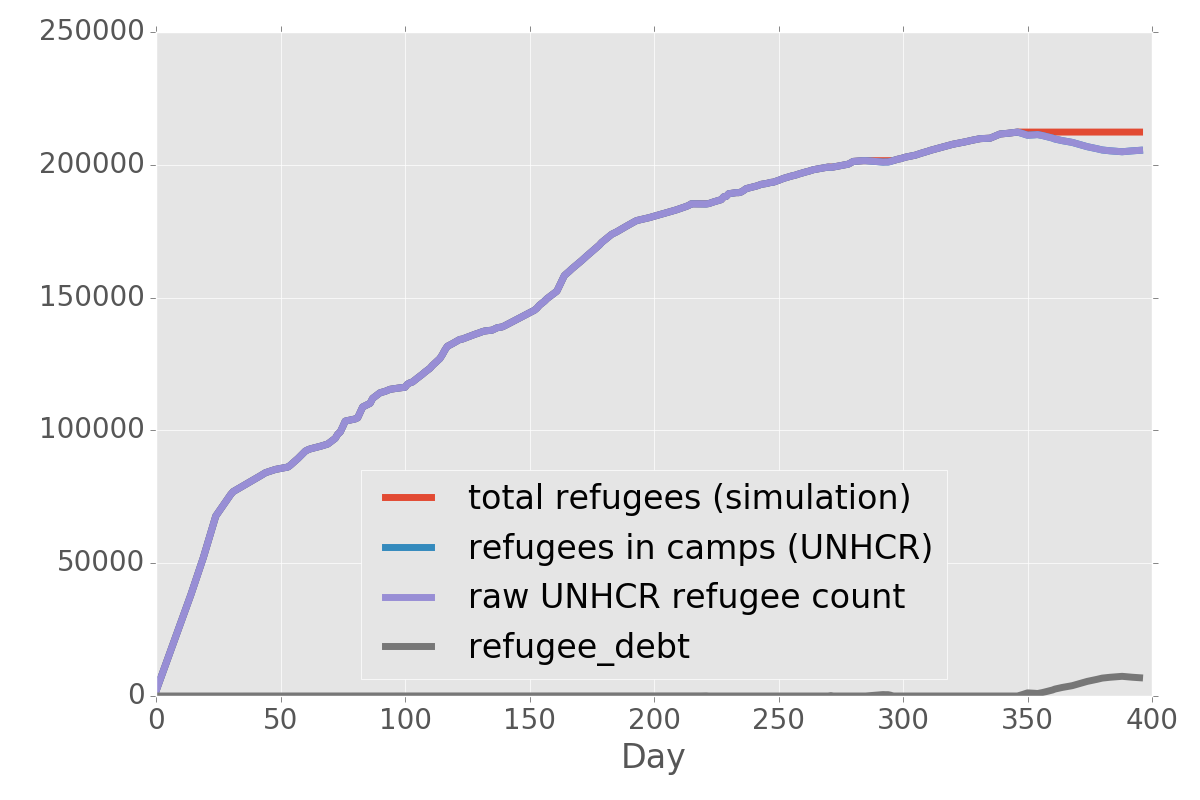 250000
200000
150000
100000
50000
0
total refugees (simulation)
refugees in camps (UNHCR)
raw UNHCR refugee count
refugee_debt
0 50 100 150 200 250 300 350 400
Day